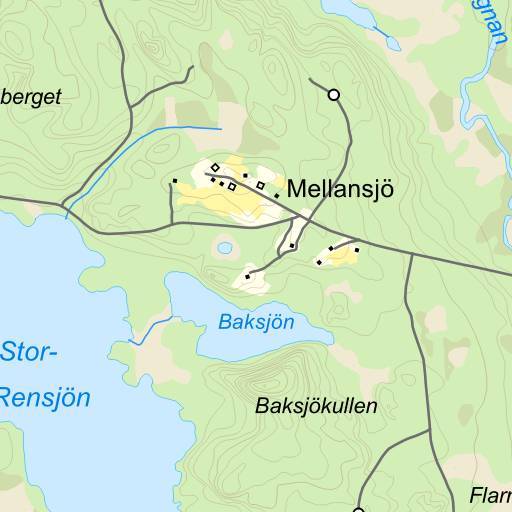 gnan
berget
Mellansjö
Baksjön
Stor-
Rensjön
Baksjökullen
Flarn